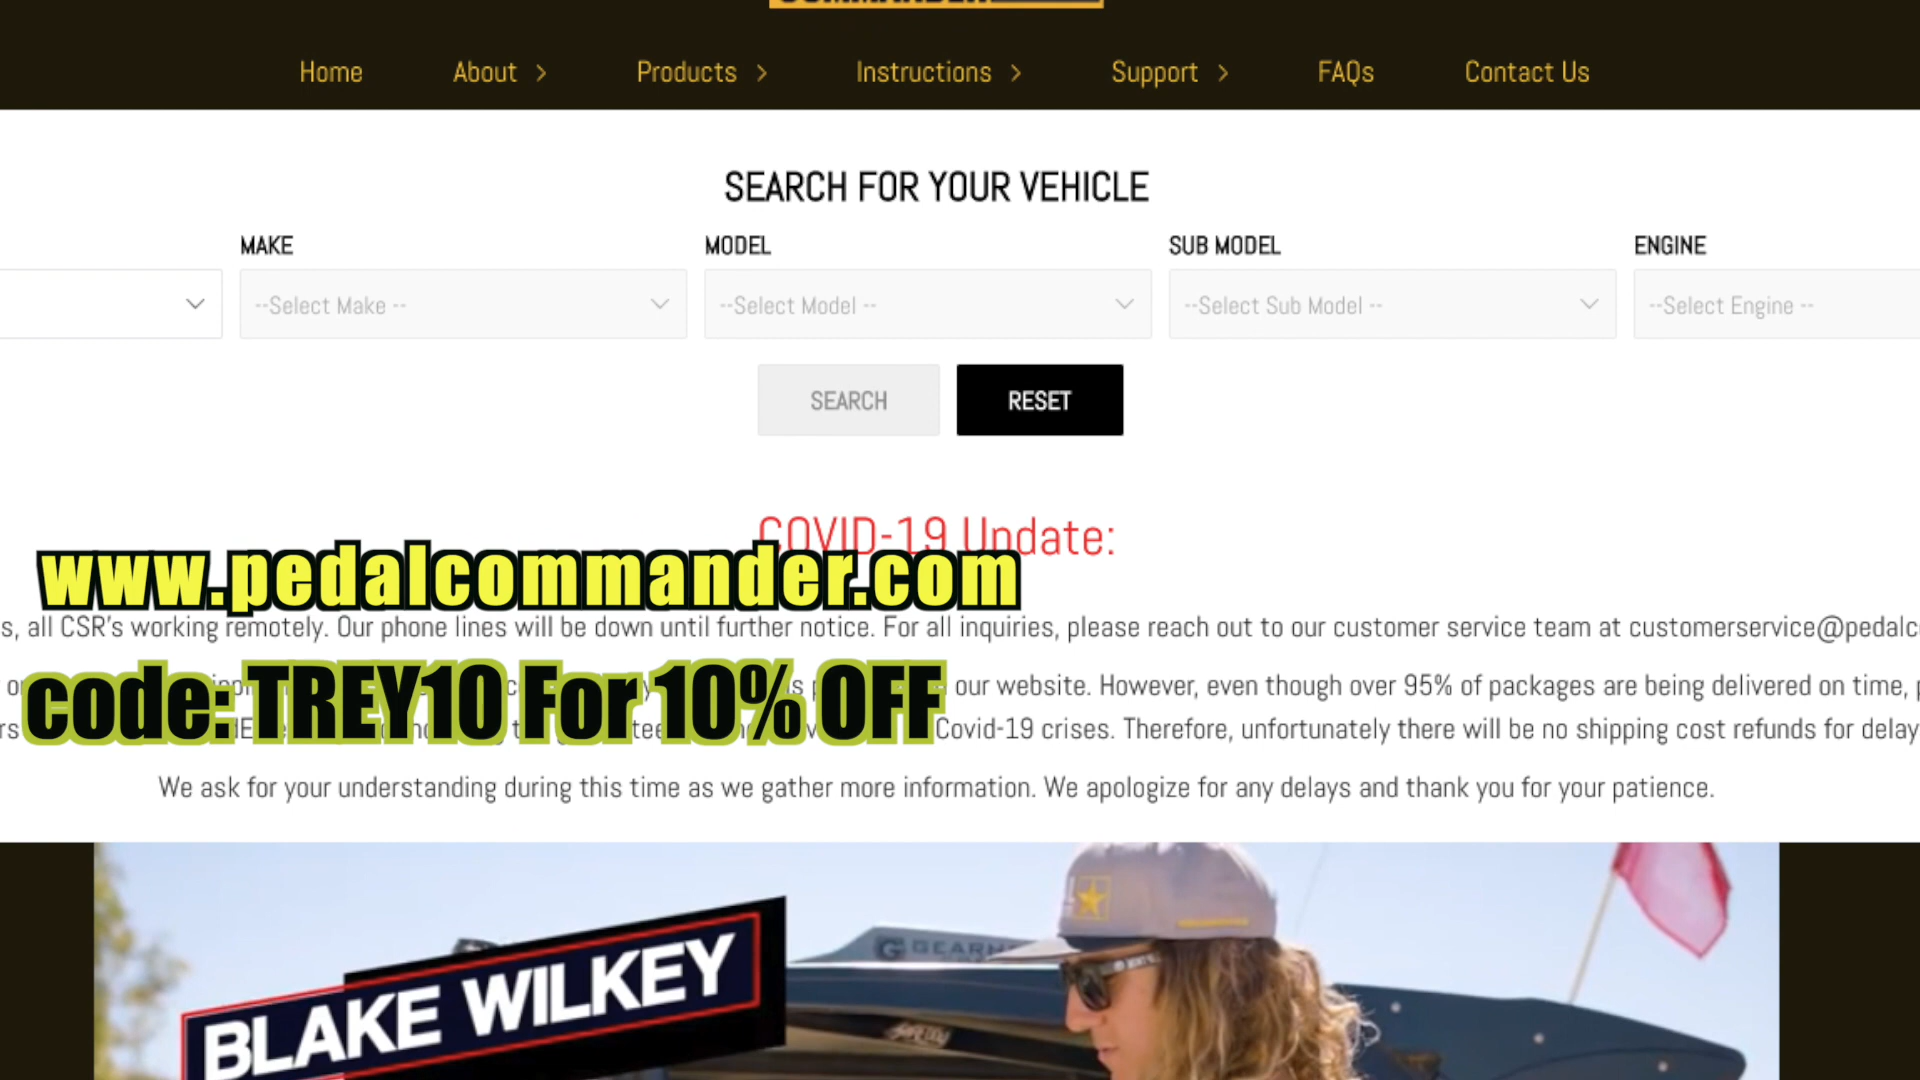 COMMANDER
Home About Products Instructions Support FAQs Contact Us
SEARCH FOR YOUR VEHICLE
MAKE MODEL SUB MODEL ENGINE
--Select Make -- --Select Model -- --Select Sub Model -- --Select Engine --
SEARCH RESET
COVID-19 Update:
www.pedalcommander.com
s, all CSR's working remotely. Our phone lines will be down until further notice. For all inquiries, please reach out to our customer service team at customerservice@pedalc
code: TREY10 For 10% OFF
our website. However, even though over 95% of packages are being delivered on time,
Covid-19 crises. Therefore, unfortunately there will be no shipping cost refunds for delay
We ask for your understanding during this time as we gather more information. We apologize for any delays and thank you for your patience.
BLAKE WILKEY